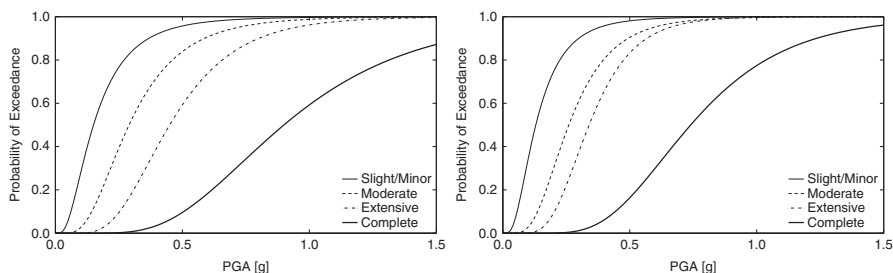 1.0
0.8
0.6
0.4
0.2
0.0
Probability of Exceedance
Slight/Minor
Moderate
Extensive
Complete
0.0 0.5 1.0 1.5
PGA [g]
1.0
0.8
0.6
0.4
0.2
0.0
Probability of Exceedance
Slight/Minor
Moderate
Extensive
Complete
0.0 0.5 1.0 1.5
PGA [g]